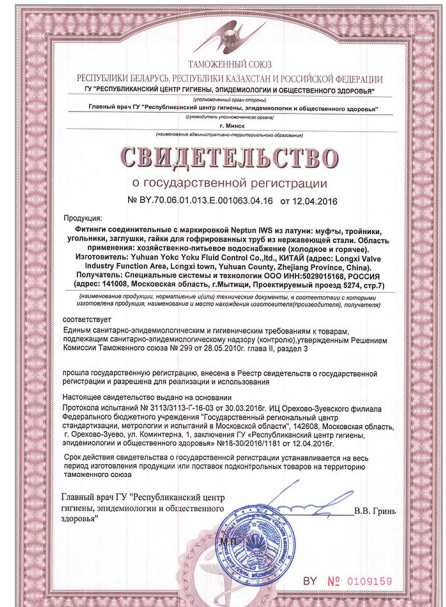 ТАМОЖЕННЫЙ СОЮЗ
РЕСПУБЛИКИ БЕЛАРУСЬ, РЕСПУБЛИКИ КАЗАХСТАН И РОССИЙСКОЙ ФЕДЕРАЦИИ
ГУ "РЕСПУБЛИКАНСКИЙ ЦЕНТР ГИГИЕНЫ, ЭПИДЕМИОЛОГИИ И ОБЩЕСТВЕННОГО ЗДОРОВЬЯ"
(уполномоченный орган стороны)
Главный врач ГУ "Республиканский центр гигиены, эпидемиологии и общественного здоровья"
(руководитель уполномоченного органа)
г. Минск
(наименование административно-территориального образования)
СВИДЕТЕЛЬСТВО
о государственной регистрации
№ BY.70.06.01.013.E.001063.04.16 от 12.04.2016
Продукция:
Фитинги соединительные с маркировкой Neptun IWS из латуни: муфты, тройники,
угольники, заглушки, гайки для гофрированных труб из нержавеющей стали. Область
применения: хозяйственно-питьевое водоснабжение (холодное и горячее).
Изготовитель: Yuhuan Yoko Yoku Fluid Control Co.,ltd., КИТАЙ (адрес: Longxi Valve
Industry Function Area, Longxi town, Yuhuan County, Zhejiang Province, China).
Получатель: Специальные системы и технологии ООО ИНН:5029015168, РОССИЯ
(адрес: 141008, Московская область, г.Мытищи, Проектируемый проезд 5274, стр.7)
(наименование продукции, нормативные и(или) технические документы, в соответствии с которыми
изготовлена продукция, наименование и место нахождения изготовителя(производителя), получателя)
соответствует
Единым санитарно-эпидемиологическим и гигиеническим требованиям к товарам,
подлежащим санитарно-эпидемиологическому надзору (контролю),утвержденным Решением
Комиссии Таможенного союза № 299 от 28.05.2010г. глава II, раздел 3
прошла государственную регистрацию, внесена в Реестр свидетельств о государственной
регистрации и разрешена для реализации и использования
Настоящее свидетельство выдано на основании
Протокола испытаний № 3113/3113-Г-16-03 от 30.03.2016г. ИЦ Орехово-Зуевского филиала
Федерального бюджетного учреждения "Государственный региональный центр
стандартизации, метрологии и испытаний в Московской области", 142608, Московская область,
г. Орехово-Зуево, ул. Коминтерна, 1, заключения ГУ «Республиканский центр гигиены,
эпидемиологии и общественного здоровья» №18-30/2016/1181 от 12.04.2016г.
Срок действия свидетельства о государственной регистрации устанавливается на весь
период изготовления продукции или поставок подконтрольных товаров на территорию
таможенного союза
Главный врач ГУ "Республиканский центр
гигиены, эпидемиологии и общественного
здоровья"
В.В. Гринь
М.П.
BY № 0109159